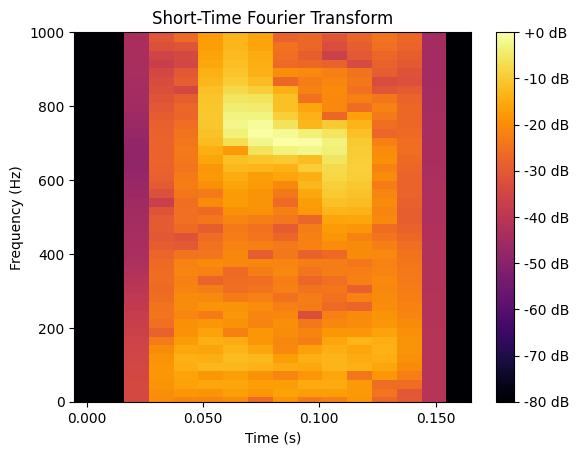 Short-Time Fourier Transform
1000
800
600
400
200
0
Frequency (Hz)
0.000
0.050
0.100
0.150
Time (s)
+0 dB
-10 dB
-20 dB
-30 dB
-40 dB
-50 dB
-60 dB
-70 dB
-80 dB